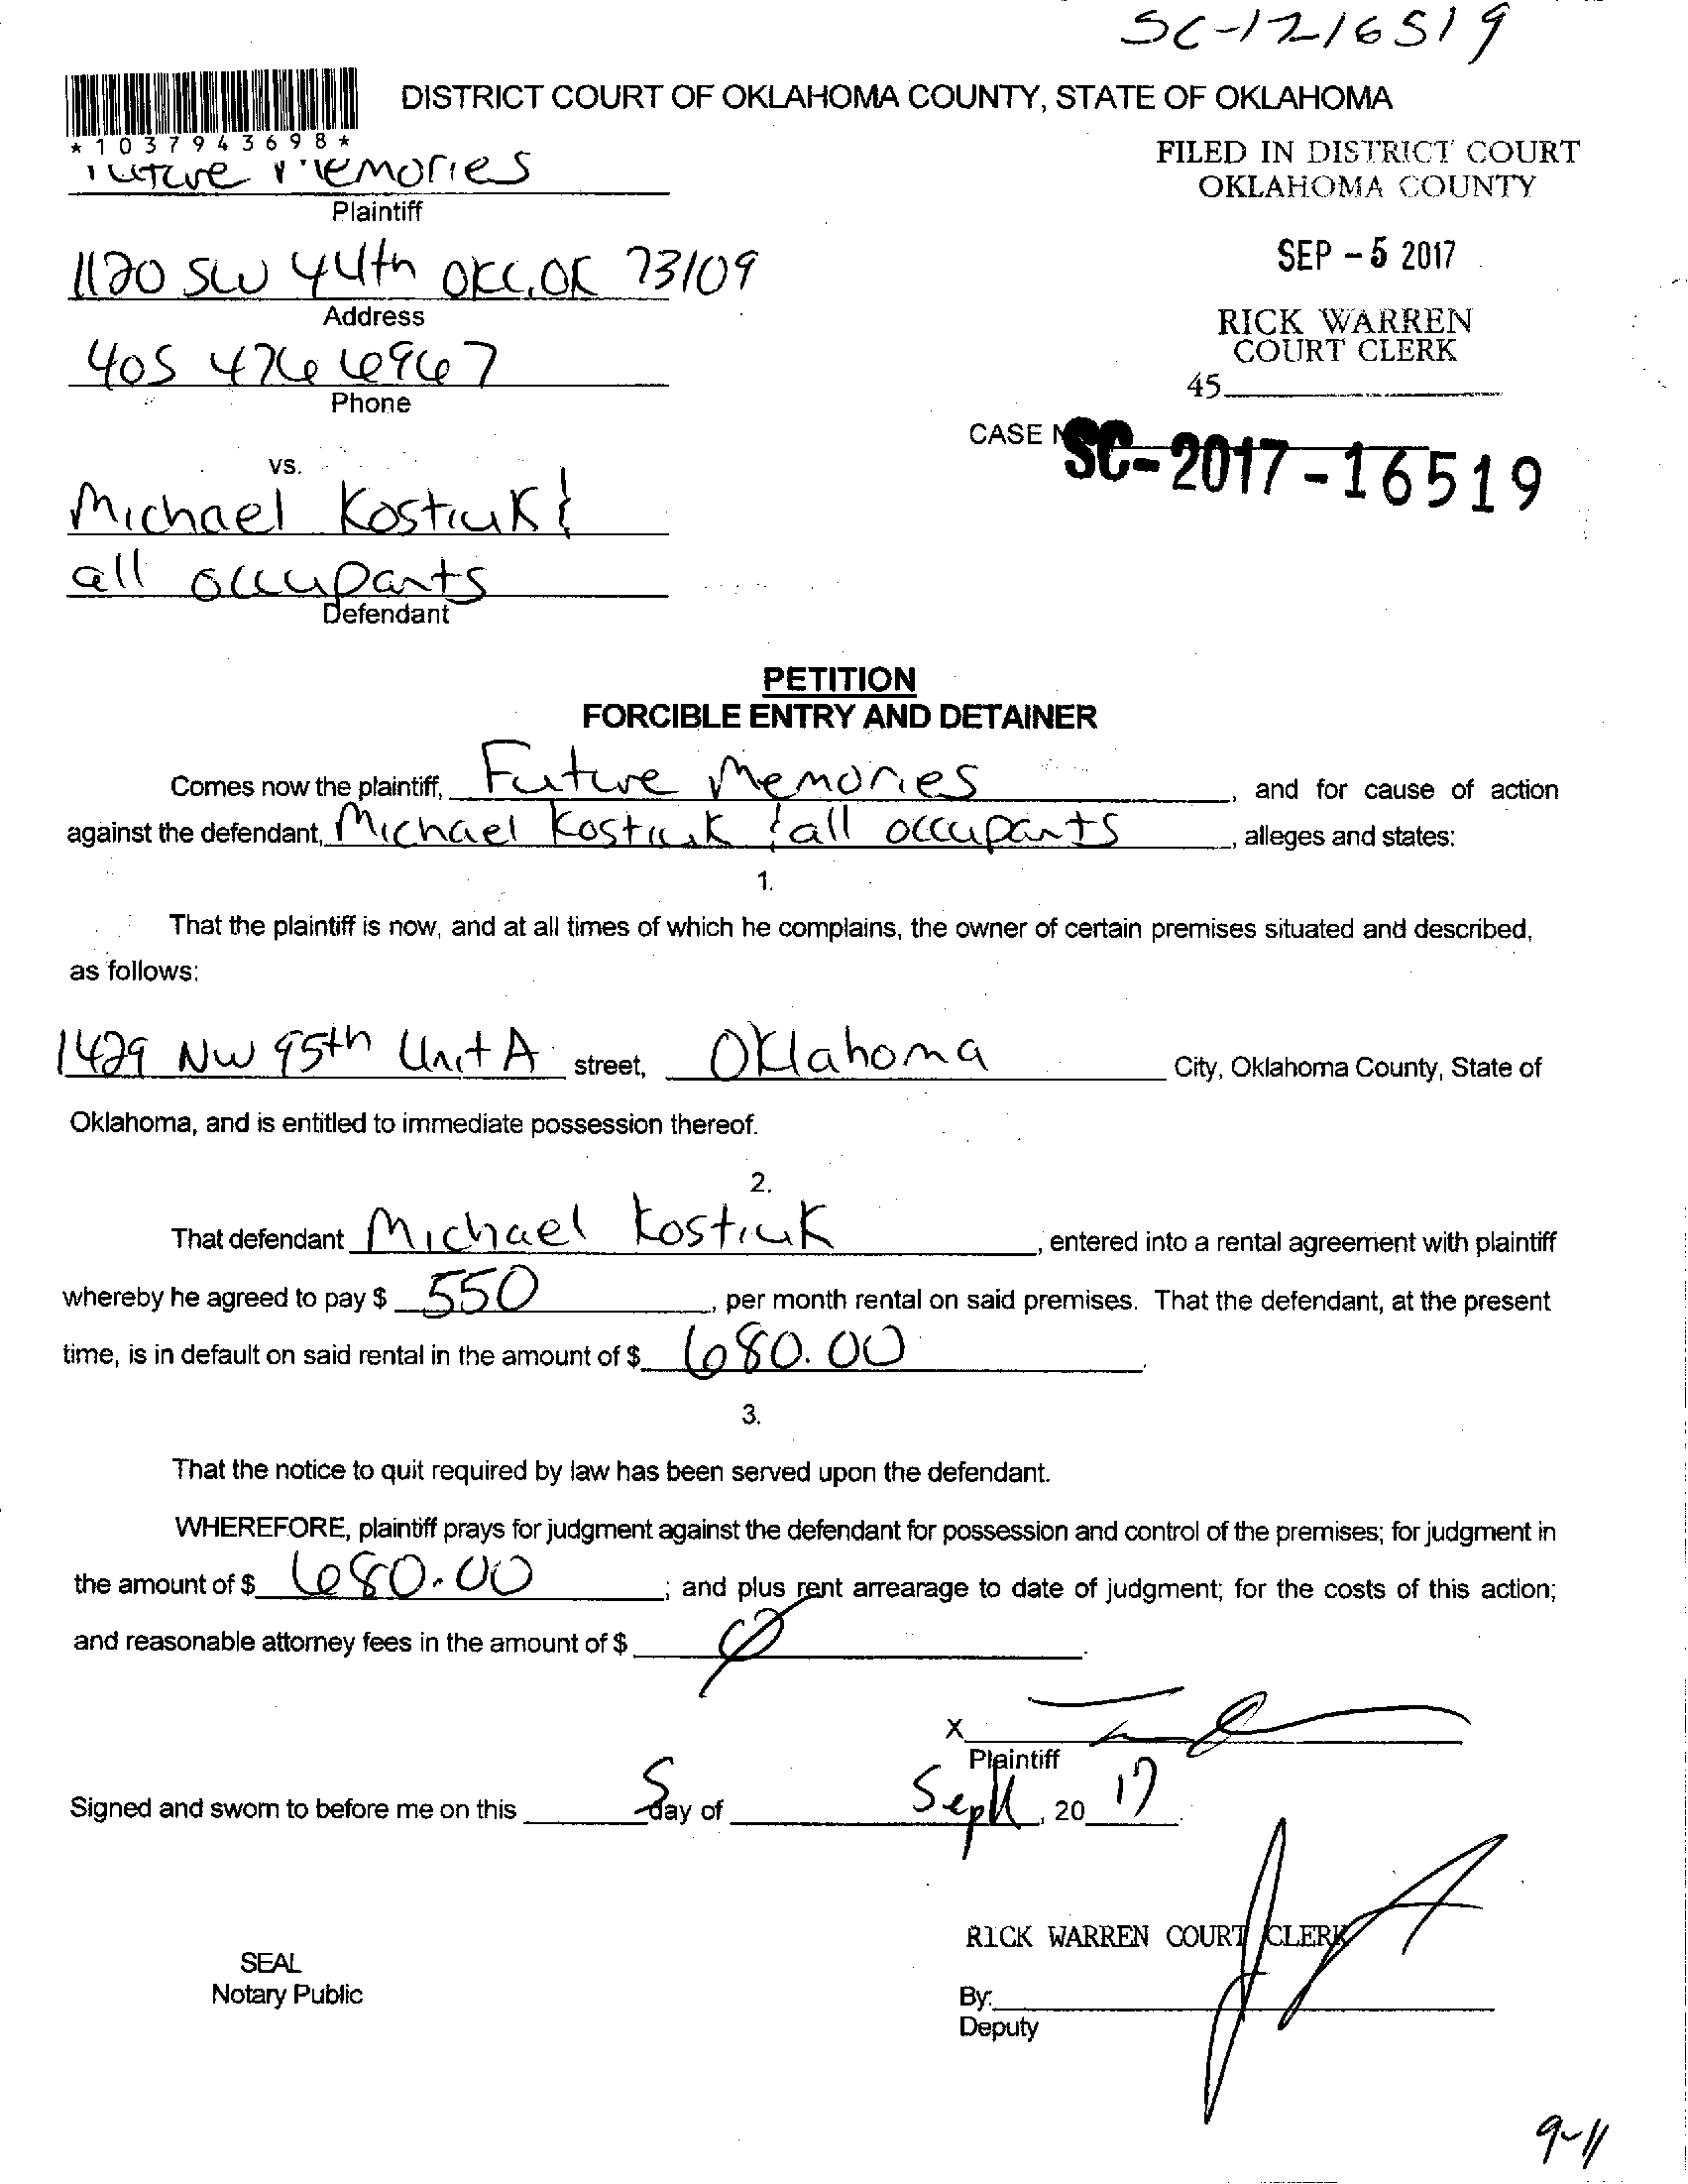 SC-1216519
DISTRICT COURT OF OKLAHOMA COUNTY, STATE OF OKLAHOMA
*1037943698*
Future Memories
Plaintiff
FILED IN DISTRICT COURT
OKLAHOMA COUNTY
1120 SW 44th OKC, OK 73109
Address
SEP - 5 2017
405 476 6967
Phone
RICK WARREN
COURT CLERK
45
CASE N
SC-2017-16519
vs.
Michael Kostiuk &
all occupants
Defendant
PETITION
FORCIBLE ENTRY AND DETAINER
Comes now the plaintiff, Future Memories, and for cause of action
against the defendant, Michael Kostiuk & all occupants, alleges and states:
1.
That the plaintiff is now, and at all times of which he complains, the owner of certain premises situated and described,
as follows:
1429 NW 95th Unit A street, Oklahoma City, Oklahoma County, State of
Oklahoma, and is entitled to immediate possession thereof.
2.
That defendant Michael Kostiuk, entered into a rental agreement with plaintiff
whereby he agreed to pay $ 550, per month rental on said premises. That the defendant, at the present
time, is in default on said rental in the amount of $ 680.00.
3.
That the notice to quit required by law has been served upon the defendant.
WHEREFORE, plaintiff prays for judgment against the defendant for possession and control of the premises; for judgment in
the amount of $ 680.00; and plus rent arrearage to date of judgment; for the costs of this action;
and reasonable attorney fees in the amount of $ Ø.
X
Plaintiff
Signed and sworn to before me on this 5 day of Sept, 20 17.
RICK WARREN COURT CLERK
SEAL
Notary Public
By:
Deputy
9-11